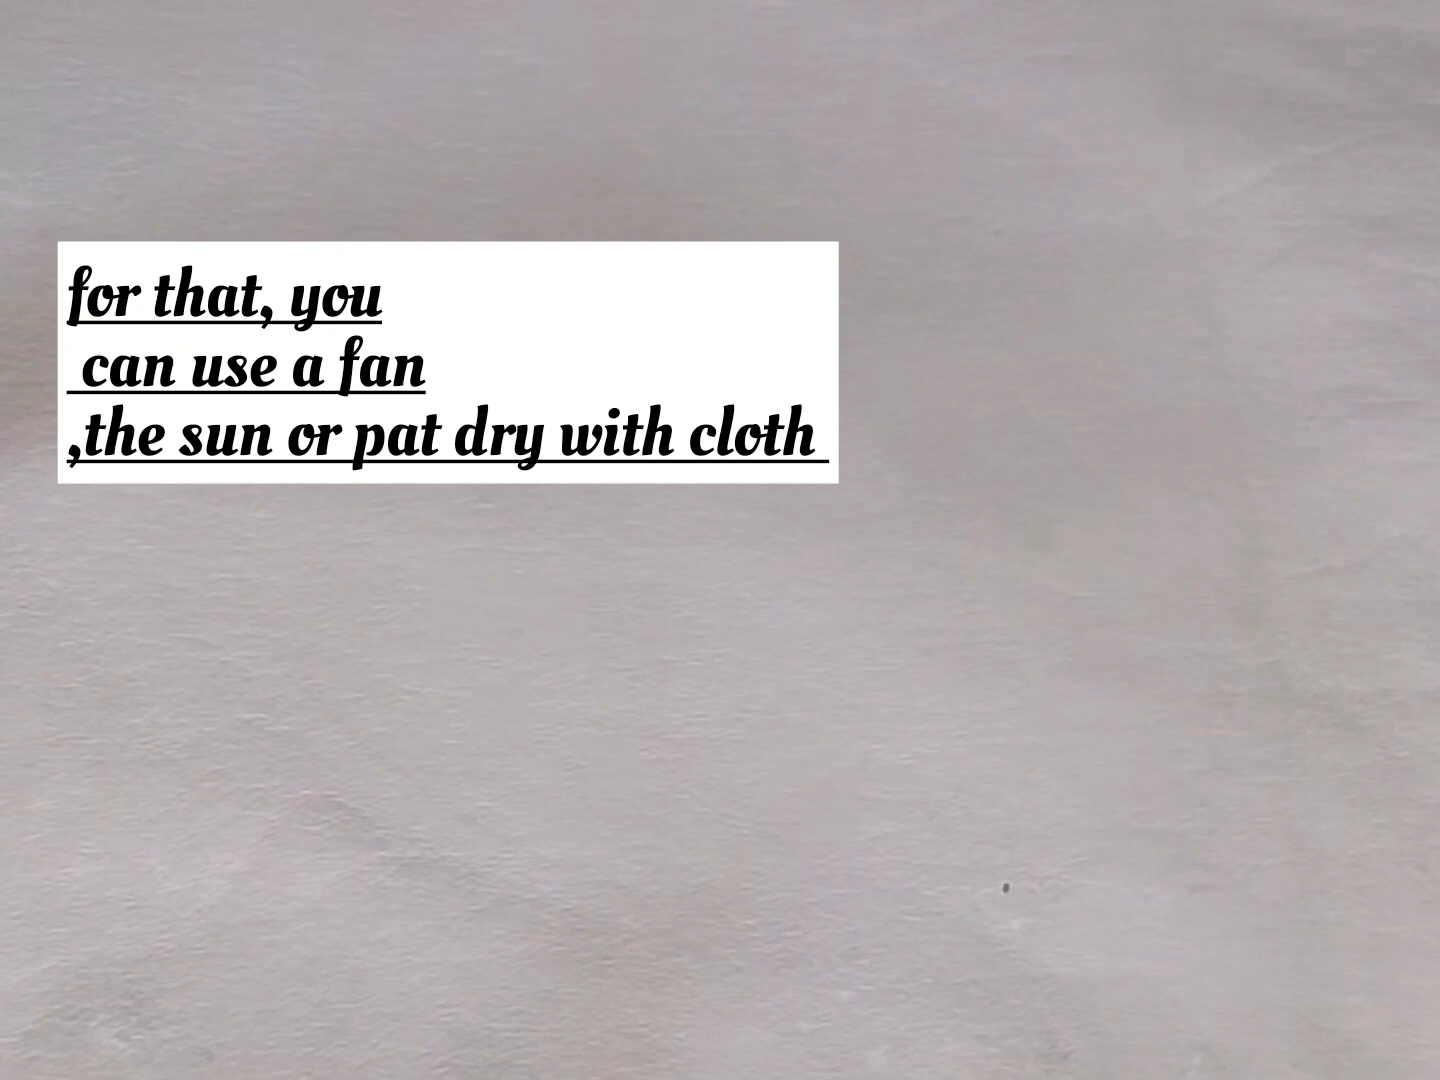 for that, you
can use a fan
,the sun or pat dry with cloth